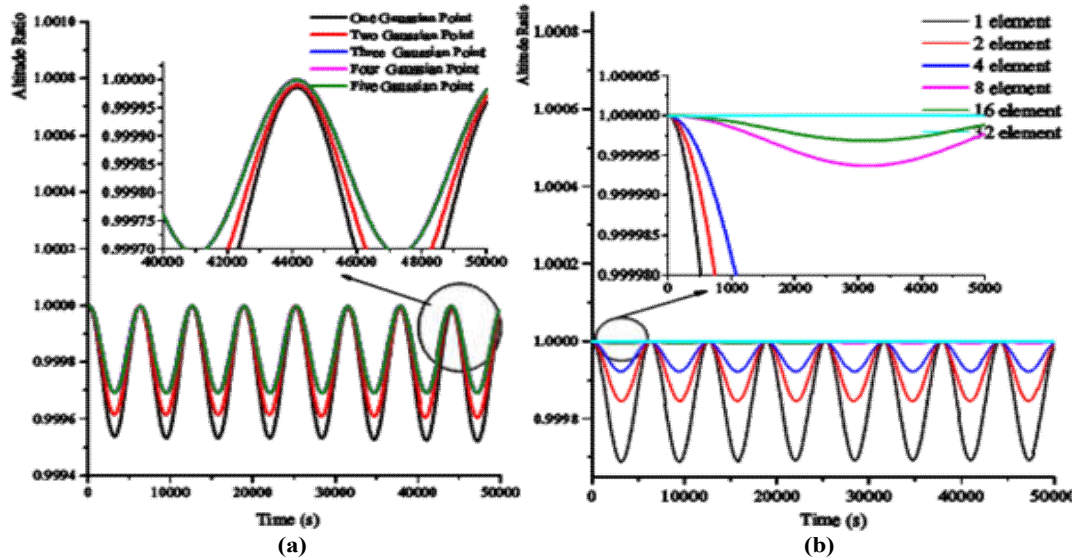 Altitude Ratio
1.0010
1.0008
1.0006
1.0004
1.0002
1.0000
0.9998
0.9996
0.9994
One Gaussian Point
Two Gaussian Point
Three Gaussian Point
Four Gaussian Point
Five Gaussian Point
1.00000
0.99995
0.99990
0.99985
0.99980
0.99975
0.99970
40000 42000 44000 46000 48000 50000
0 10000 20000 30000 40000 50000
Time (s)
(a)
Altitude Ratio
1.0008
1.0006
1.0004
1.0002
1.0000
0.9998
1 element
2 element
4 element
8 element
16 element
32 element
1.000005
1.000000
0.999995
0.999990
0.999985
0.999980
0 1000 2000 3000 4000 5000
0 10000 20000 30000 40000 50000
Time (s)
(b)